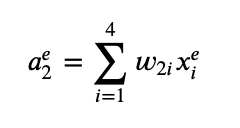 $a_2^e = \sum_{i=1}^{4} w_{2i} x_i^e$